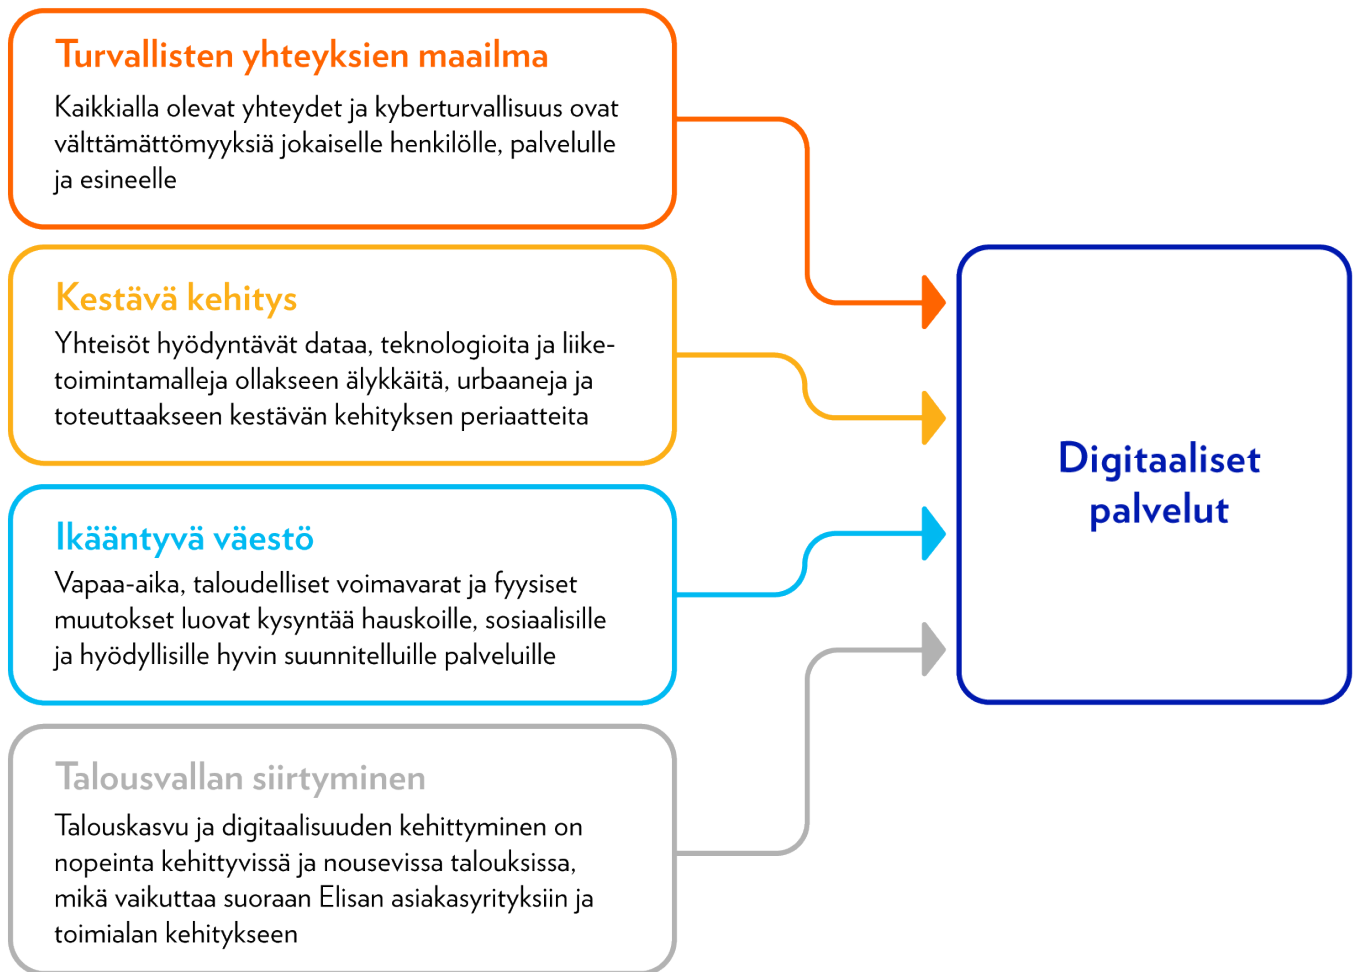 Turvallisten yhteyksien maailma
Kaikkialla olevat yhteydet ja kyberturvallisuus ovat
välttämättömyyksiä jokaiselle henkilölle, palvelulle
ja esineelle
Kestävä kehitys
Yhteisöt hyödyntävät dataa, teknologioita ja liike-
toimintamalleja ollakseen älykkäitä, urbaaneja ja
toteuttaakseen kestävän kehityksen periaatteita
Ikääntyvä väestö
Vapaa-aika, taloudelliset voimavarat ja fyysiset
muutokset luovat kysyntää hauskoille, sosiaalisille
ja hyödyllisille hyvin suunnitelluille palveluille
Talousvallan siirtyminen
Talouskasvu ja digitaalisuuden kehittyminen on
nopeinta kehittyvissä ja nousevissa talouksissa,
mikä vaikuttaa suoraan Elisan asiakasyrityksiin ja
toimialan kehitykseen
Digitaaliset
palvelut